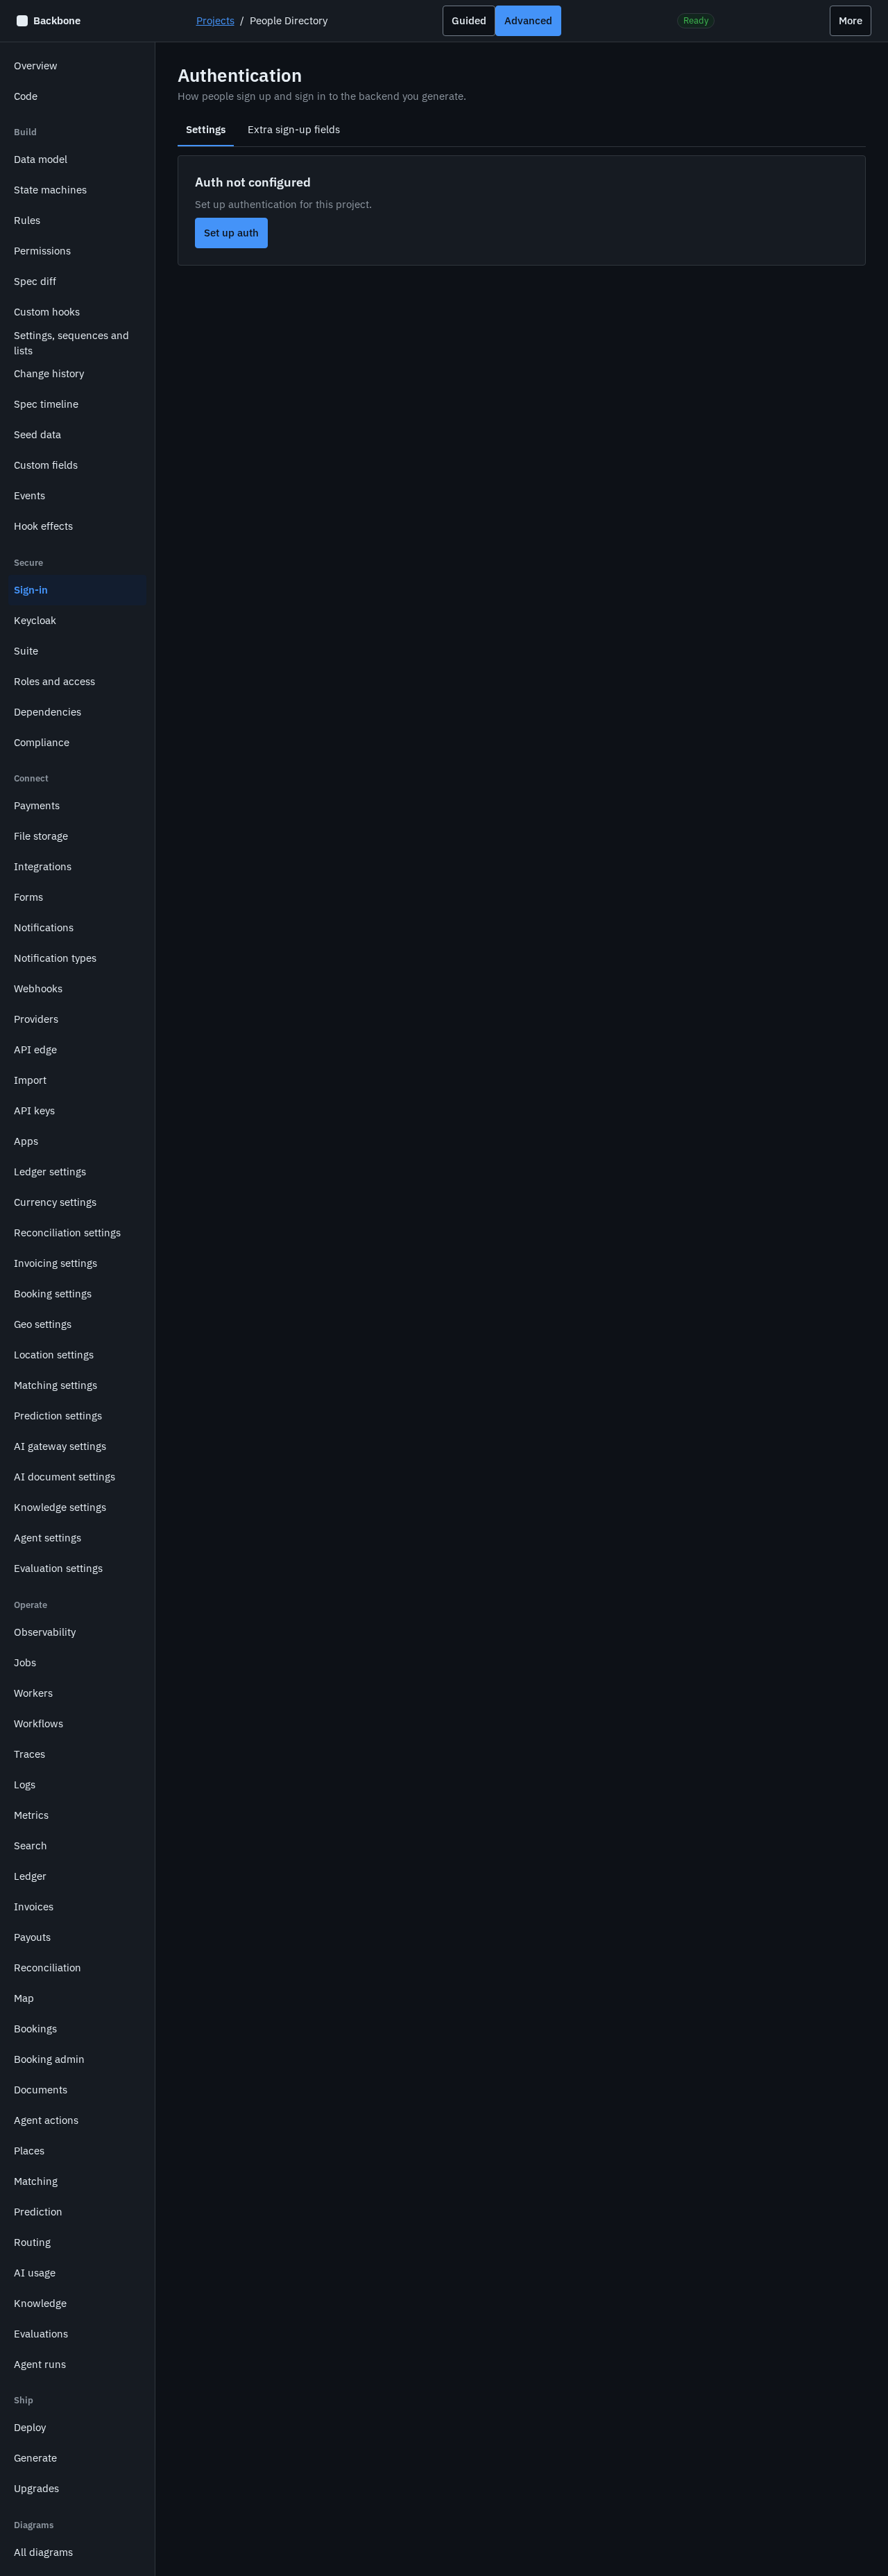 Backbone
Projects / People Directory
Guided
Advanced
Ready
More
Overview
Code
Build
Data model
State machines
Rules
Permissions
Spec diff
Custom hooks
Settings, sequences and
lists
Change history
Spec timeline
Seed data
Custom fields
Events
Hook effects
Secure
Sign-in
Keycloak
Suite
Roles and access
Dependencies
Compliance
Connect
Payments
File storage
Integrations
Forms
Notifications
Notification types
Webhooks
Providers
API edge
Import
API keys
Apps
Ledger settings
Currency settings
Reconciliation settings
Invoicing settings
Booking settings
Geo settings
Location settings
Matching settings
Prediction settings
AI gateway settings
AI document settings
Knowledge settings
Agent settings
Evaluation settings
Operate
Observability
Jobs
Workers
Workflows
Traces
Logs
Metrics
Search
Ledger
Invoices
Payouts
Reconciliation
Map
Bookings
Booking admin
Documents
Agent actions
Places
Matching
Prediction
Routing
AI usage
Knowledge
Evaluations
Agent runs
Ship
Deploy
Generate
Upgrades
Diagrams
All diagrams
Authentication
How people sign up and sign in to the backend you generate.
Settings
Extra sign-up fields
Auth not configured
Set up authentication for this project.
Set up auth